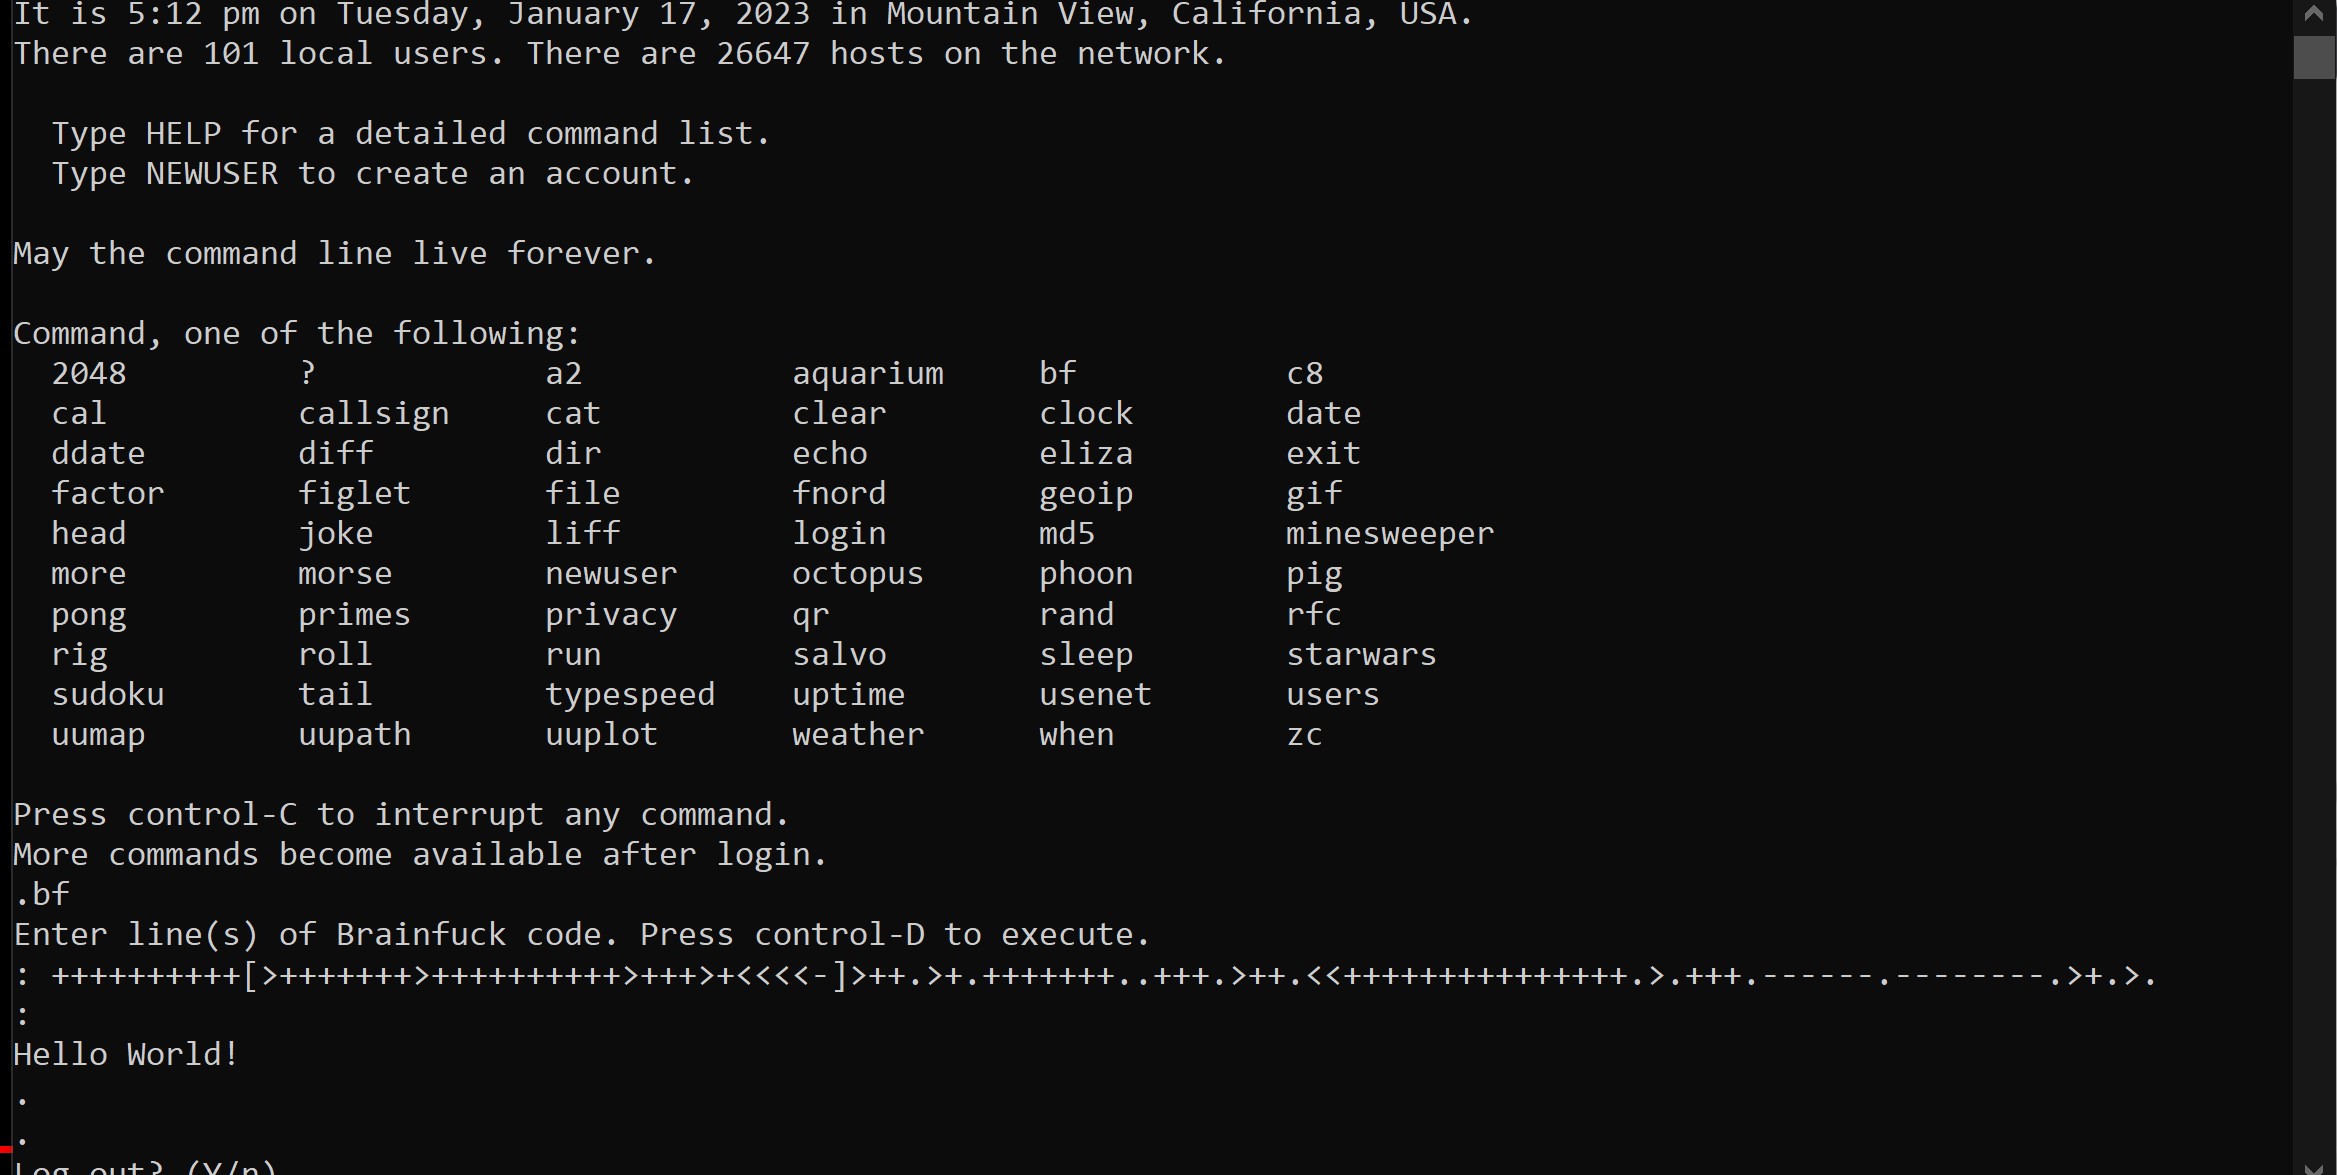 It is 5:12 pm on Tuesday, January 17, 2023 in Mountain View, California, USA.
There are 101 local users. There are 26647 hosts on the network.
Type HELP for a detailed command list.
Type NEWUSER to create an account.
May the command line live forever.
Command, one of the following:
2048 ? a2 aquarium bf c8
cal callsign cat clear clock date
ddate diff dir echo eliza exit
factor figlet file fnord geoip gif
head joke liff login md5 minesweeper
more morse newuser octopus phoon pig
pong primes privacy qr rand rfc
rig roll run salvo sleep starwars
sudoku tail typespeed uptime usenet users
uumap uupath uuplot weather when zc
Press control-C to interrupt any command.
More commands become available after login.
.bf
Enter line(s) of Brainfuck code. Press control-D to execute.
: ++++++++++[>+++++++>++++++++++>+++>+<<<<-]>++.>+.+++++++..+++.>++.<<+++++++++++++++.>.+++.------.--------.>+.>.
:
Hello World!
.
.
Log out? (Y/n)